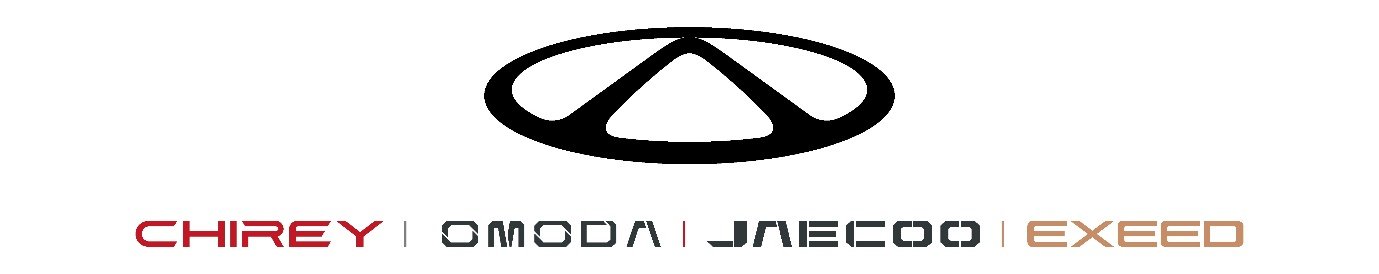 CHIREY | OMODA | JAECOO | EXEED